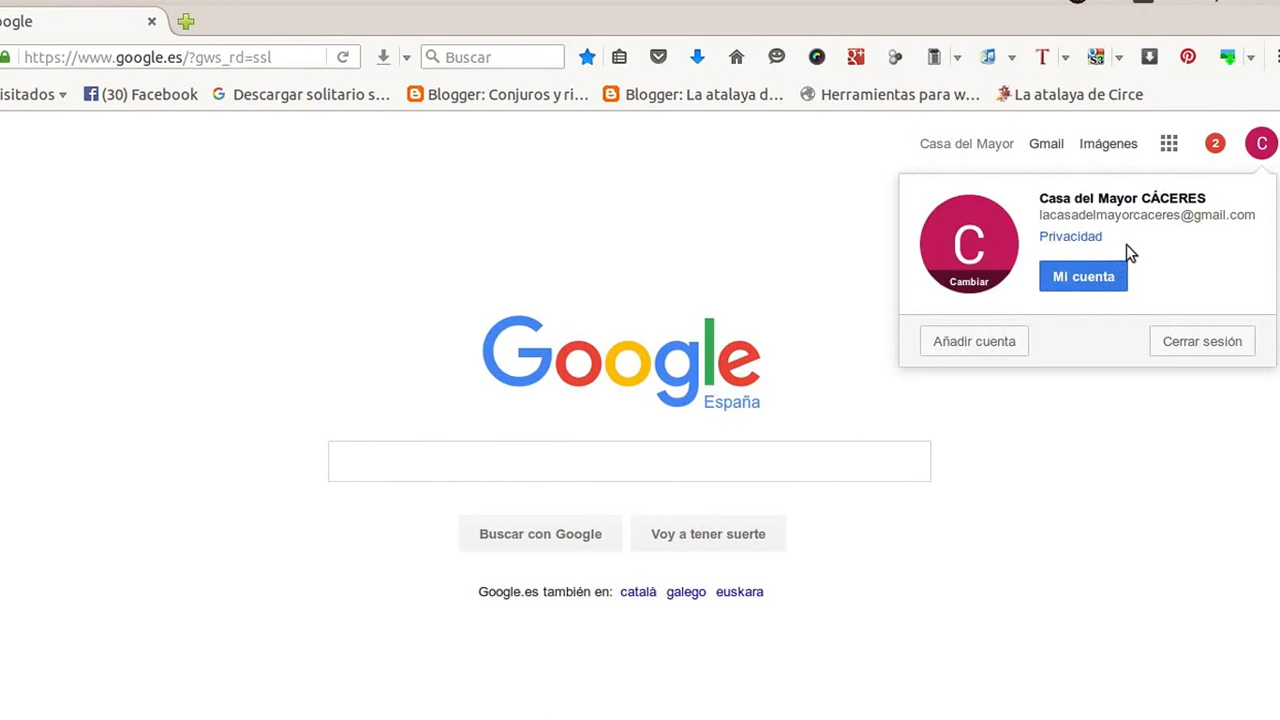 oogle
https://www.google.es/?gws_rd=ssl
Buscar
isitados
(30) Facebook
Descargar solitario s...
Blogger: Conjuros y ri...
Blogger: La atalaya d...
Herramientas para w...
La atalaya de Circe
Casa del Mayor
Gmail
Imágenes
2
C
C
Cambiar
Casa del Mayor CÁCERES
lacasadelmayorcaceres@gmail.com
Privacidad
Mi cuenta
Añadir cuenta
Cerrar sesión
Google
España
Buscar con Google
Voy a tener suerte
Google.es también en: català galego euskara